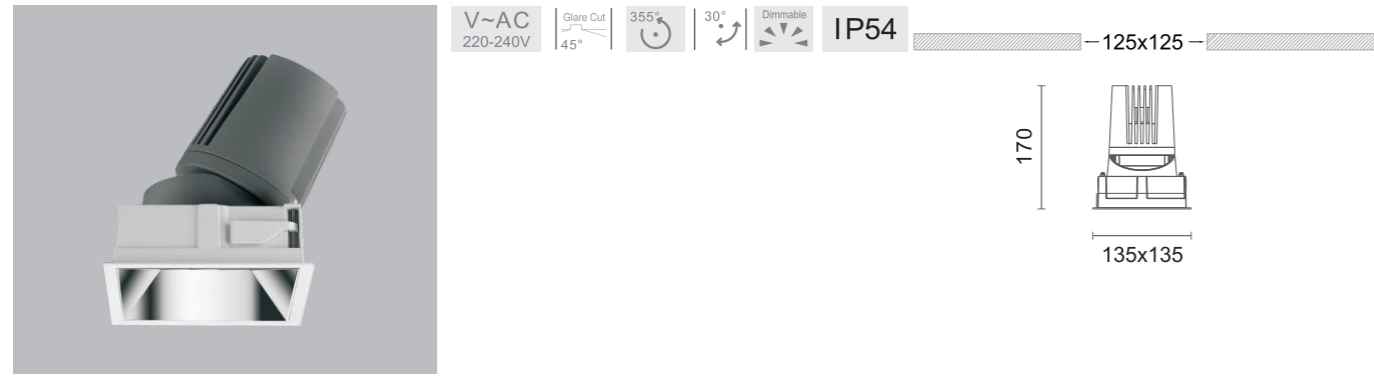 V~AC
220-240V
Glare Cut
45°
355°
30°
Dimmable
IP54
125x125
170
135x135